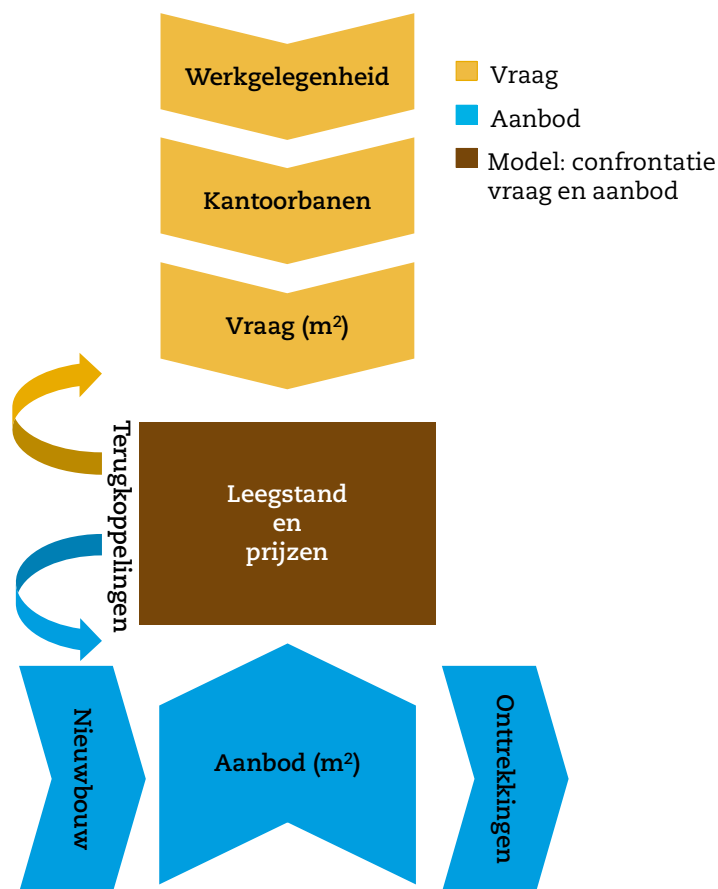 Werkgelegenheid
Kantoorbanen
Vraag (m²)
Vraag
Aanbod
Model: confrontatie
vraag en aanbod
Terugkoppelingen
Leegstand
en
prijzen
Nieuwbouw
Aanbod (m²)
Onttrekkingen